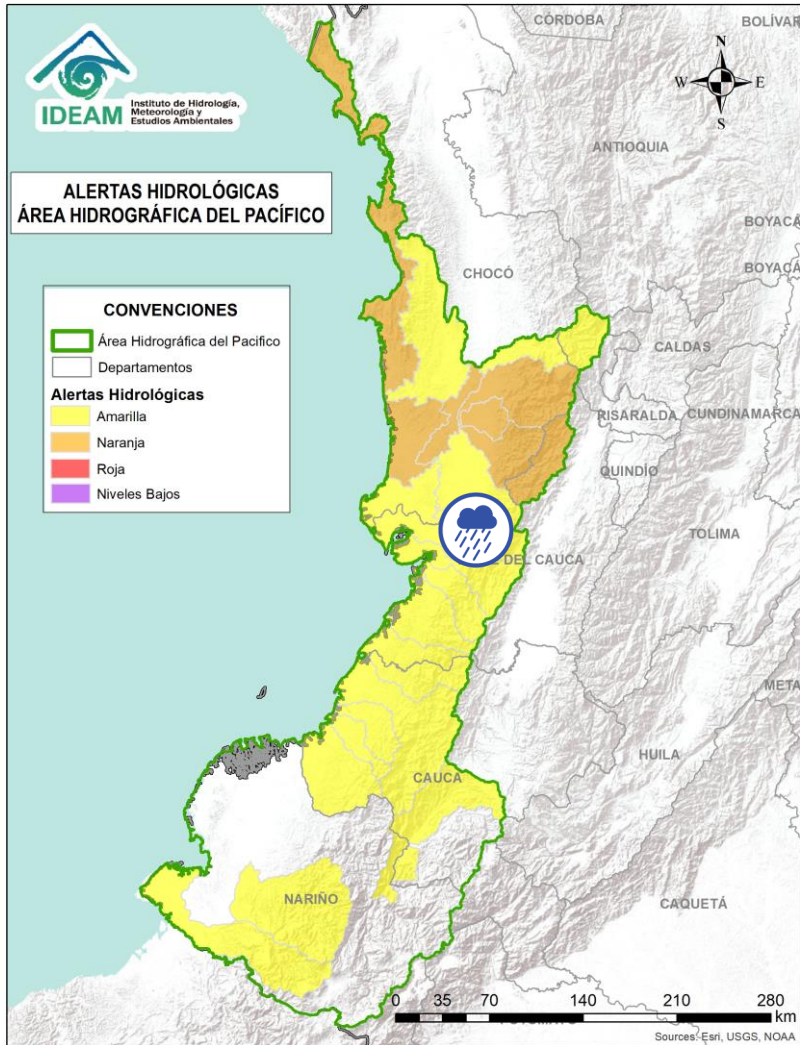 IDEAM
Instituto de Hidrología,
Meteorología y
Estudios Ambientales
ALERTAS HIDROLÓGICAS
ÁREA HIDROGRÁFICA DEL PACÍFICO
CONVENCIONES
Área Hidrográfica del Pacifico
Departamentos
Alertas Hidrológicas
Amarilla
Naranja
Roja
Niveles Bajos
N
W E
S
CÓRDOBA
BOLÍVAR
ANTIOQUIA
BOYACÁ
CHOCÓ
BOYACÁ
CALDAS
RISARALDA
CUNDINAMARCA
QUINDÍO
TOLIMA
DEL CAUCA
META
HUILA
CAUCA
NARIÑO
CAQUETÁ
0 35 70 140 210 280
km
Sources: Esri, USGS, NOAA